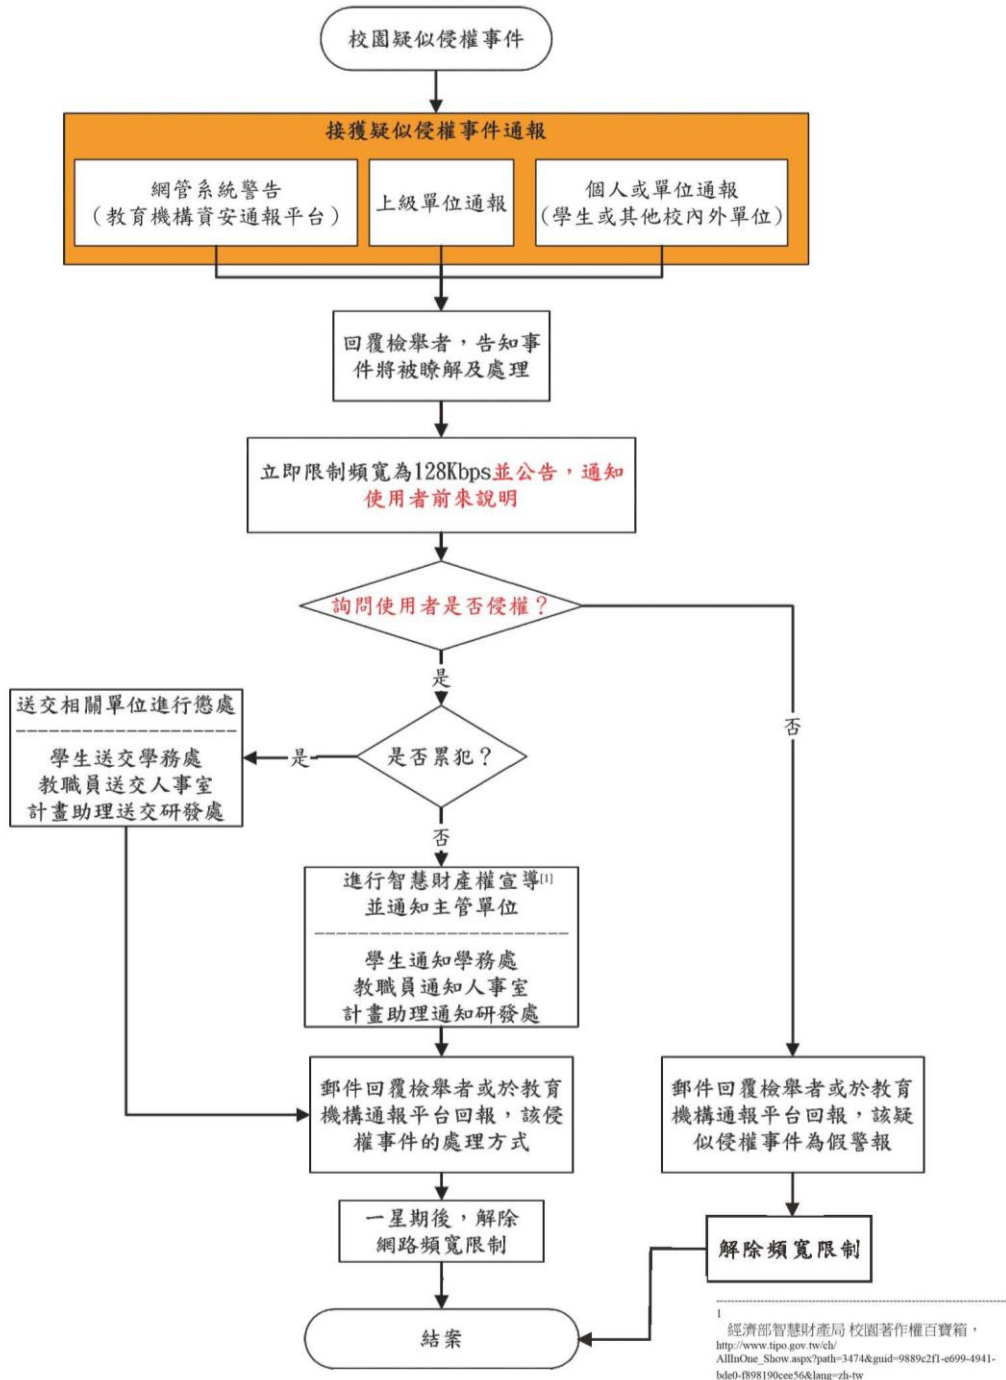 校園疑似侵權事件
接獲疑似侵權事件通報
網管系統警告
（教育機構資安通報平台）
上級單位通報
個人或單位通報
(學生或其他校內外單位)
回覆檢舉者，告知事
件將被瞭解及處理
立即限制頻寬為128Kbps並公告，通知
使用者前來說明
詢問使用者是否侵權？
是
否
是否累犯？
是
送交相關單位進行懲處
學生送交學務處
教職員送交人事室
計畫助理送交研發處
否
進行智慧財產權宣導[1]
並通知主管單位
學生通知學務處
教職員通知人事室
計畫助理通知研發處
郵件回覆檢舉者或於教育
機構通報平台回報，該侵
權事件的處理方式
郵件回覆檢舉者或於教育
機構通報平台回報，該疑
似侵權事件為假警報
一星期後，解除
網路頻寬限制
解除頻寬限制
結案
1
經濟部智慧財產局 校園著作權百寶箱，
http://www.tipo.gov.tw/ch/
AllInOne_Show.aspx?path=3474&guid=9889c2f1-e699-4941-
bde0-f898190cee56&lang=zh-tw